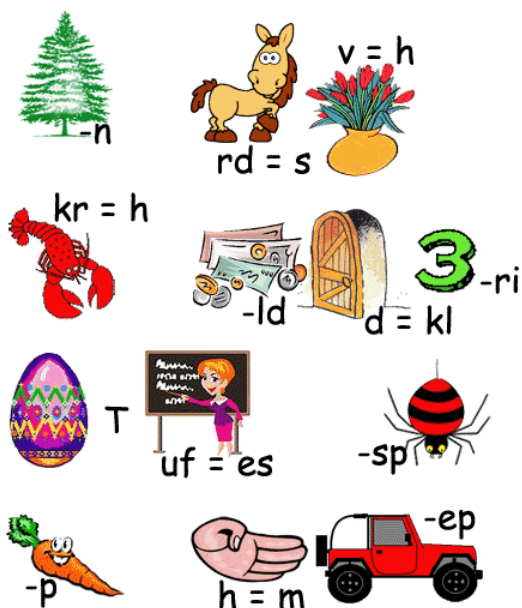 v = h
-n
rd = s
kr = h
3
-ri
-ld
d = kl
T
uf = es
-sp
-ep
-p
h = m